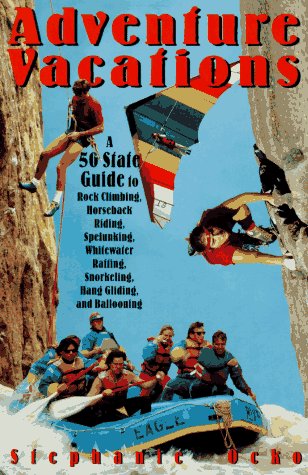 Adventure
Vacations
A
50 State
Guide to
Rock Climbing,
Horseback
Riding,
Spelunking,
Whitewater
Rafting,
Snorkeling,
Hang Gliding,
and Ballooning
EAGLE
Stephanie Ocko